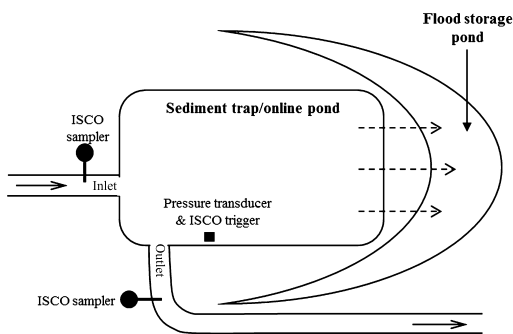 Flood storage
pond
Sediment trap/online pond
ISCO
sampler
Inlet
Pressure transducer
& ISCO trigger
Outlet
ISCO sampler